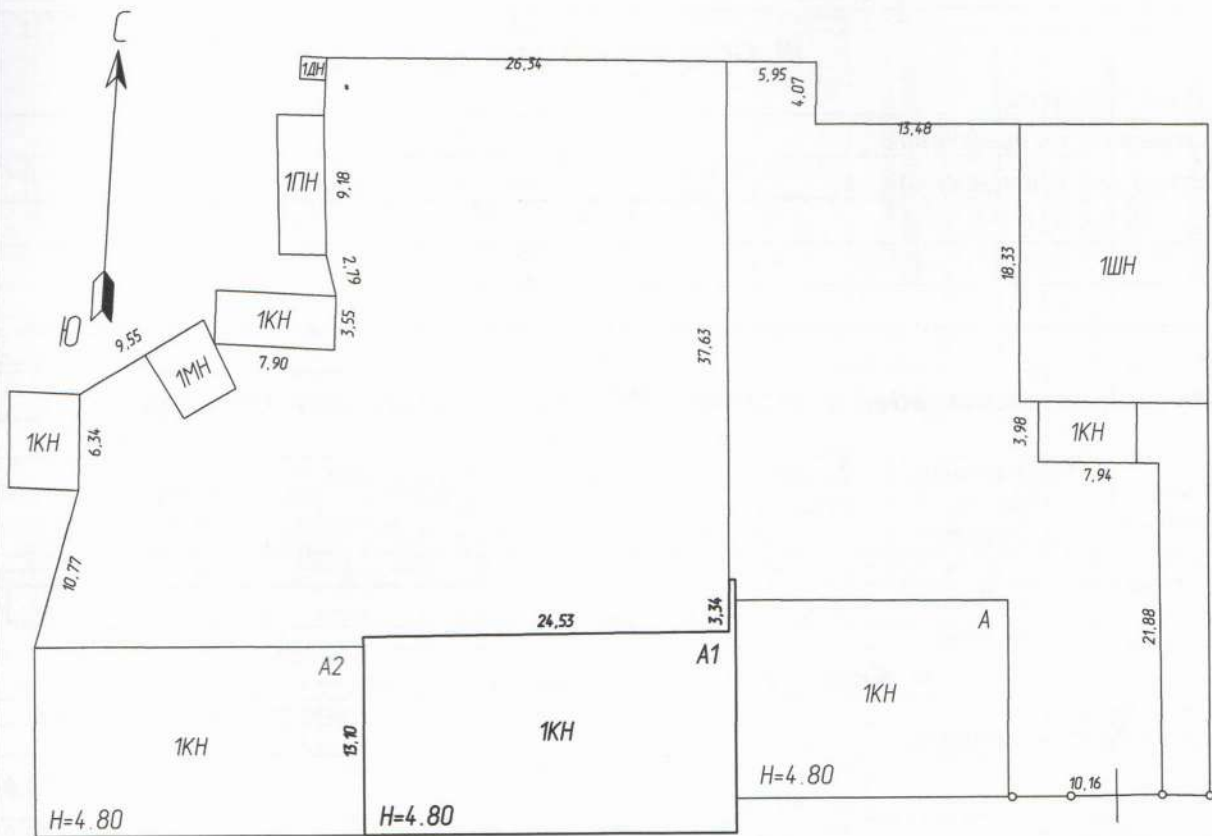 С
1ДН
26,34
5,95
4,07
13,48
1ПН
9,18
2,79
18,33
1ШН
Ю
9,55
1КН
3,55
7,90
37,63
1МН
1КН
6,34
3,98
1КН
7,94
10,77
24,53
3,34
А
21,88
А2
А1
1КН
1КН
13,10
1КН
Н=4.80
10,16
Н=4.80
Н=4.80